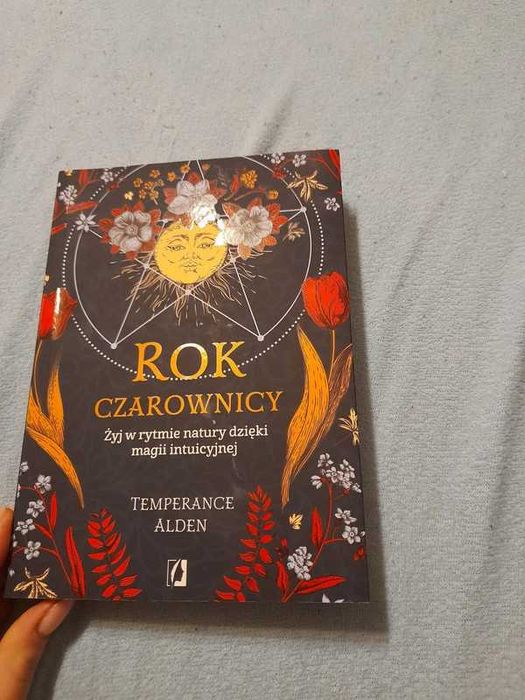 ROK
CZAROWNICY
Żyj w rytmie natury dzięki
magii intuicyjnej
TEMPERANCE
ALDEN